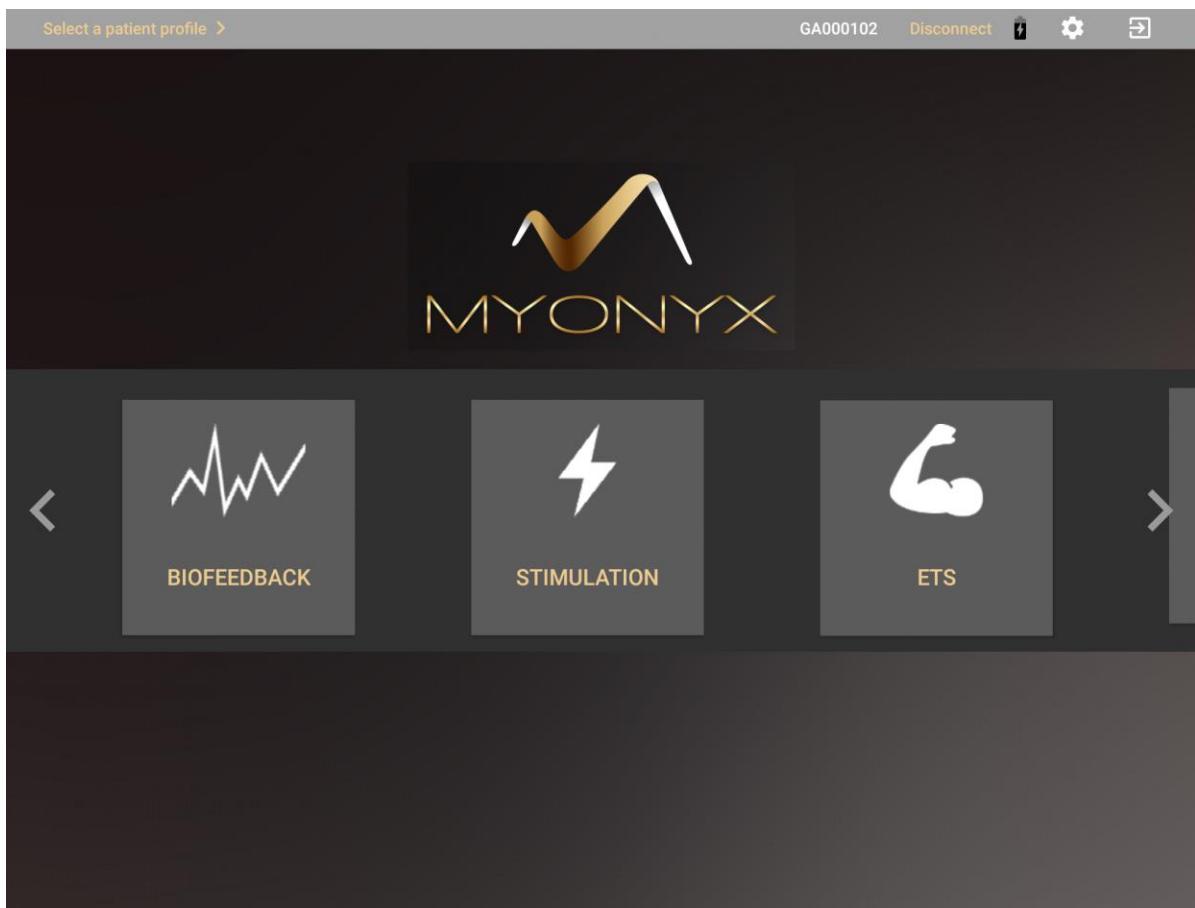 Select a patient profile
GA000102
Disconnect
MYONYX
BIOFEEDBACK
STIMULATION
ETS